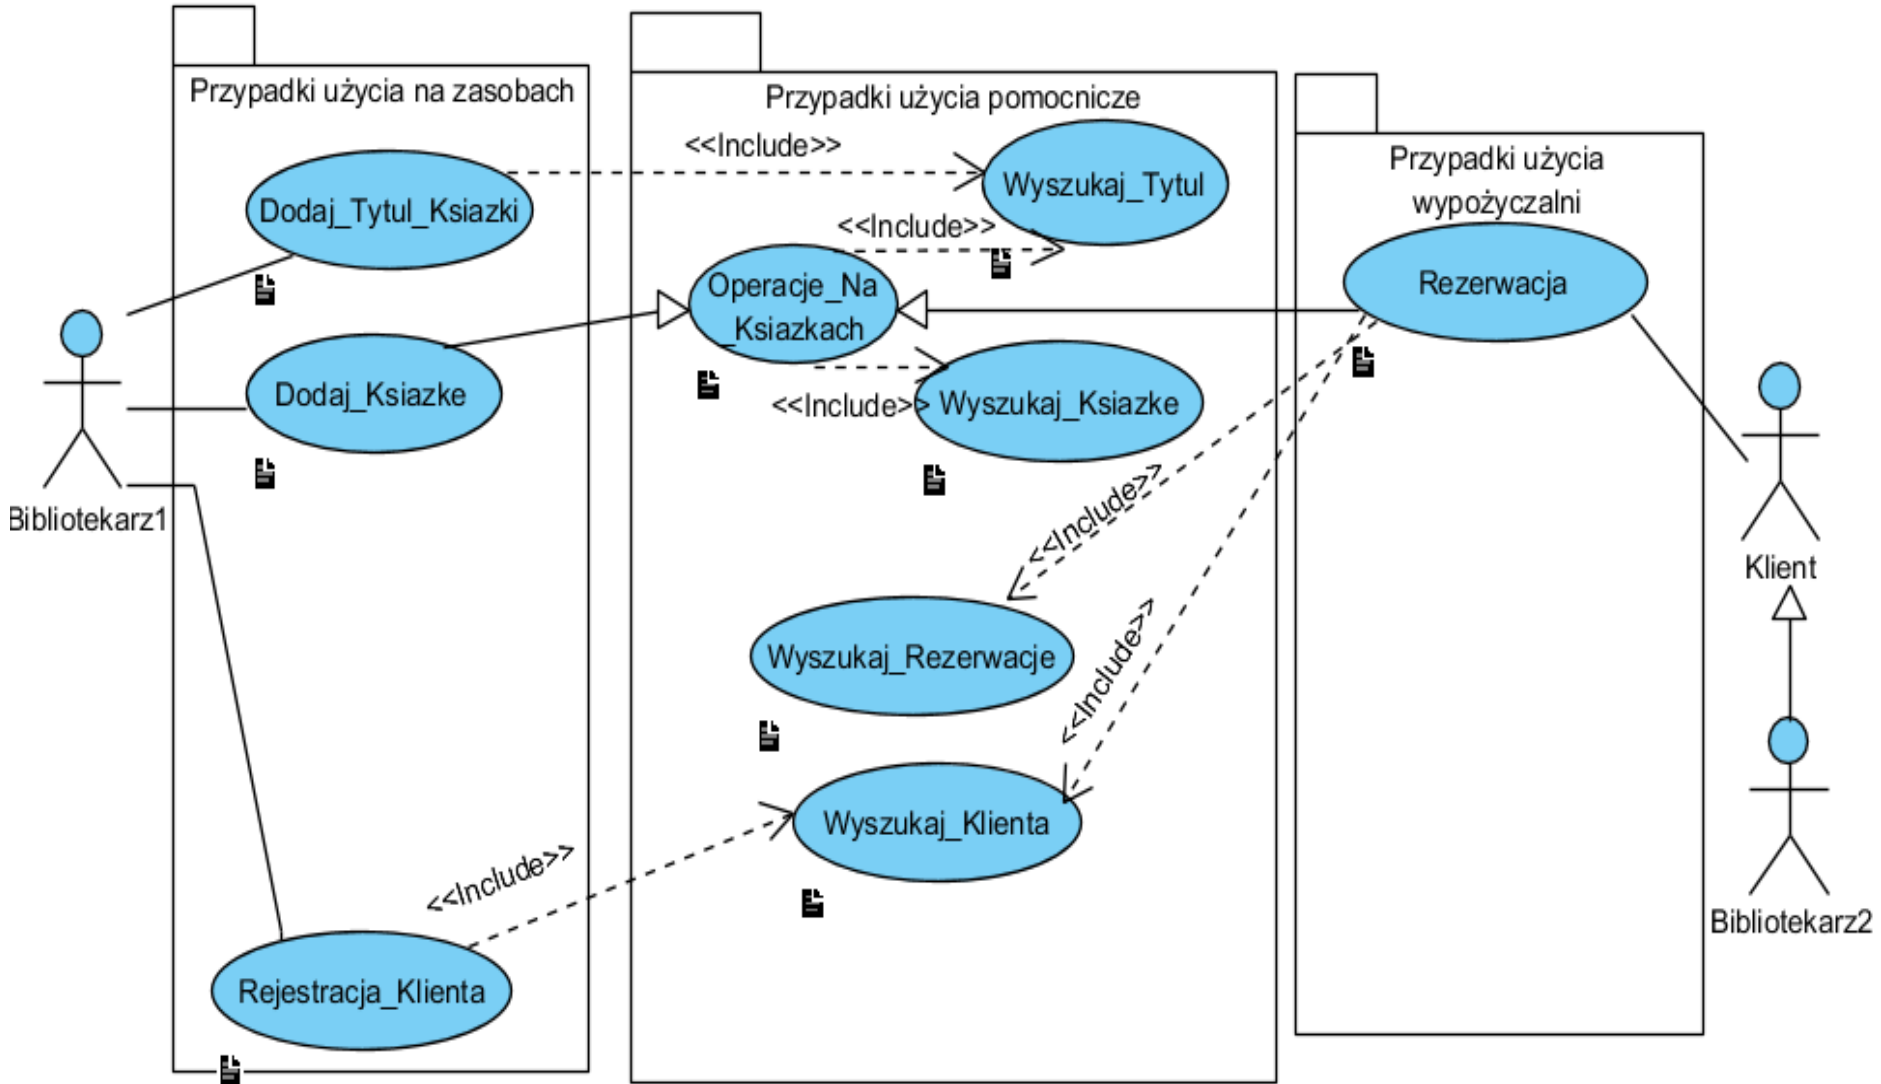 Przypadki użycia na zasobach
Dodaj_Tytul_Ksiazki
Dodaj_Ksiazke
Bibliotekarz1
Rejestracja_Klienta
<<Include>>
<<Include>>
Przypadki użycia pomocnicze
Wyszukaj_Tytul
<<Include>>
Operacje_Na
_Ksiazkach
<<Include>>
Wyszukaj_Ksiazke
<<Include>>
Wyszukaj_Rezerwacje
<<Include>>
Wyszukaj_Klienta
Przypadki użycia
wypożyczalni
Rezerwacja
Klient
Bibliotekarz2